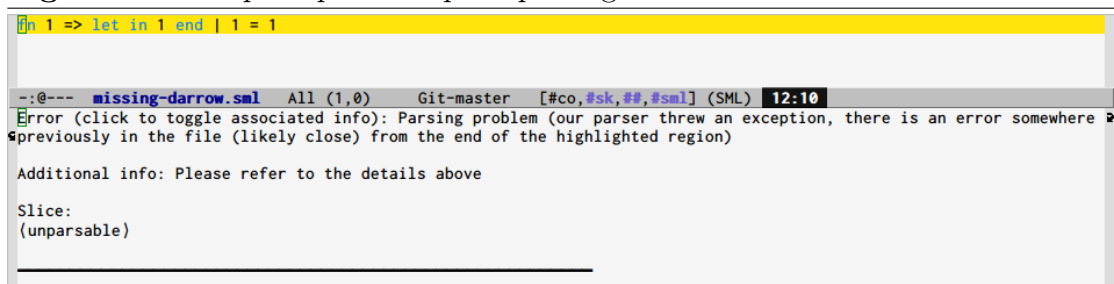 fn 1 => let in 1 end | 1 = 1
-:@--- missing-darrow.sml All (1,0) Git-master [#co,#sk,##,#sml] (SML) 12:10
Error (click to toggle associated info): Parsing problem (our parser threw an exception, there is an error somewhere
previously in the file (likely close) from the end of the highlighted region)
Additional info: Please refer to the details above
Slice:
⟨unparsable⟩